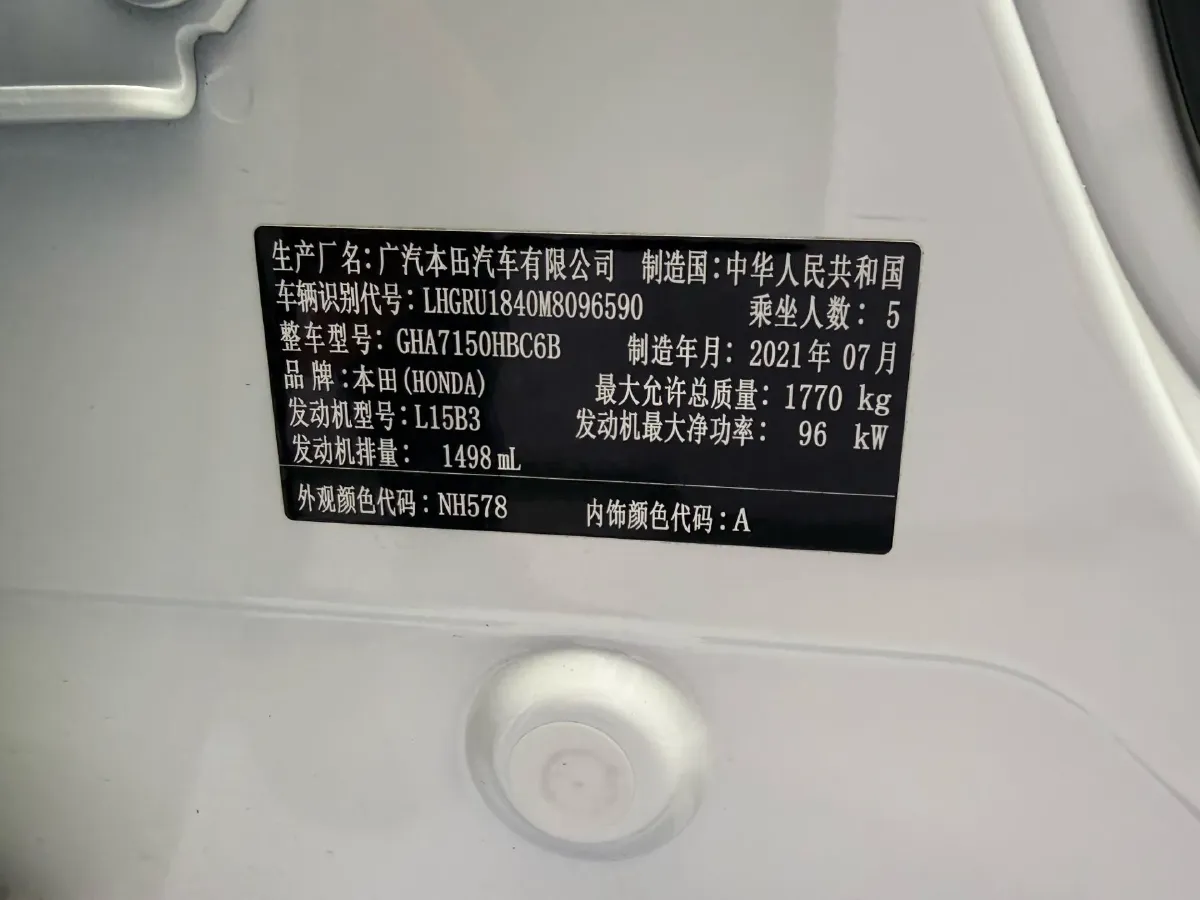 生产厂名：广汽本田汽车有限公司 制造国：中华人民共和国
车辆识别代号：LHGRU1840M8096590 乘坐人数：5
整车型号：GHA7150HBC6B 制造年月：2021年 07月
品 牌：本田(HONDA) 最大允许总质量：1770 kg
发动机型号：L15B3 发动机最大净功率： 96 kW
发动机排量： 1498 mL
外观颜色代码：NH578 内饰颜色代码：A